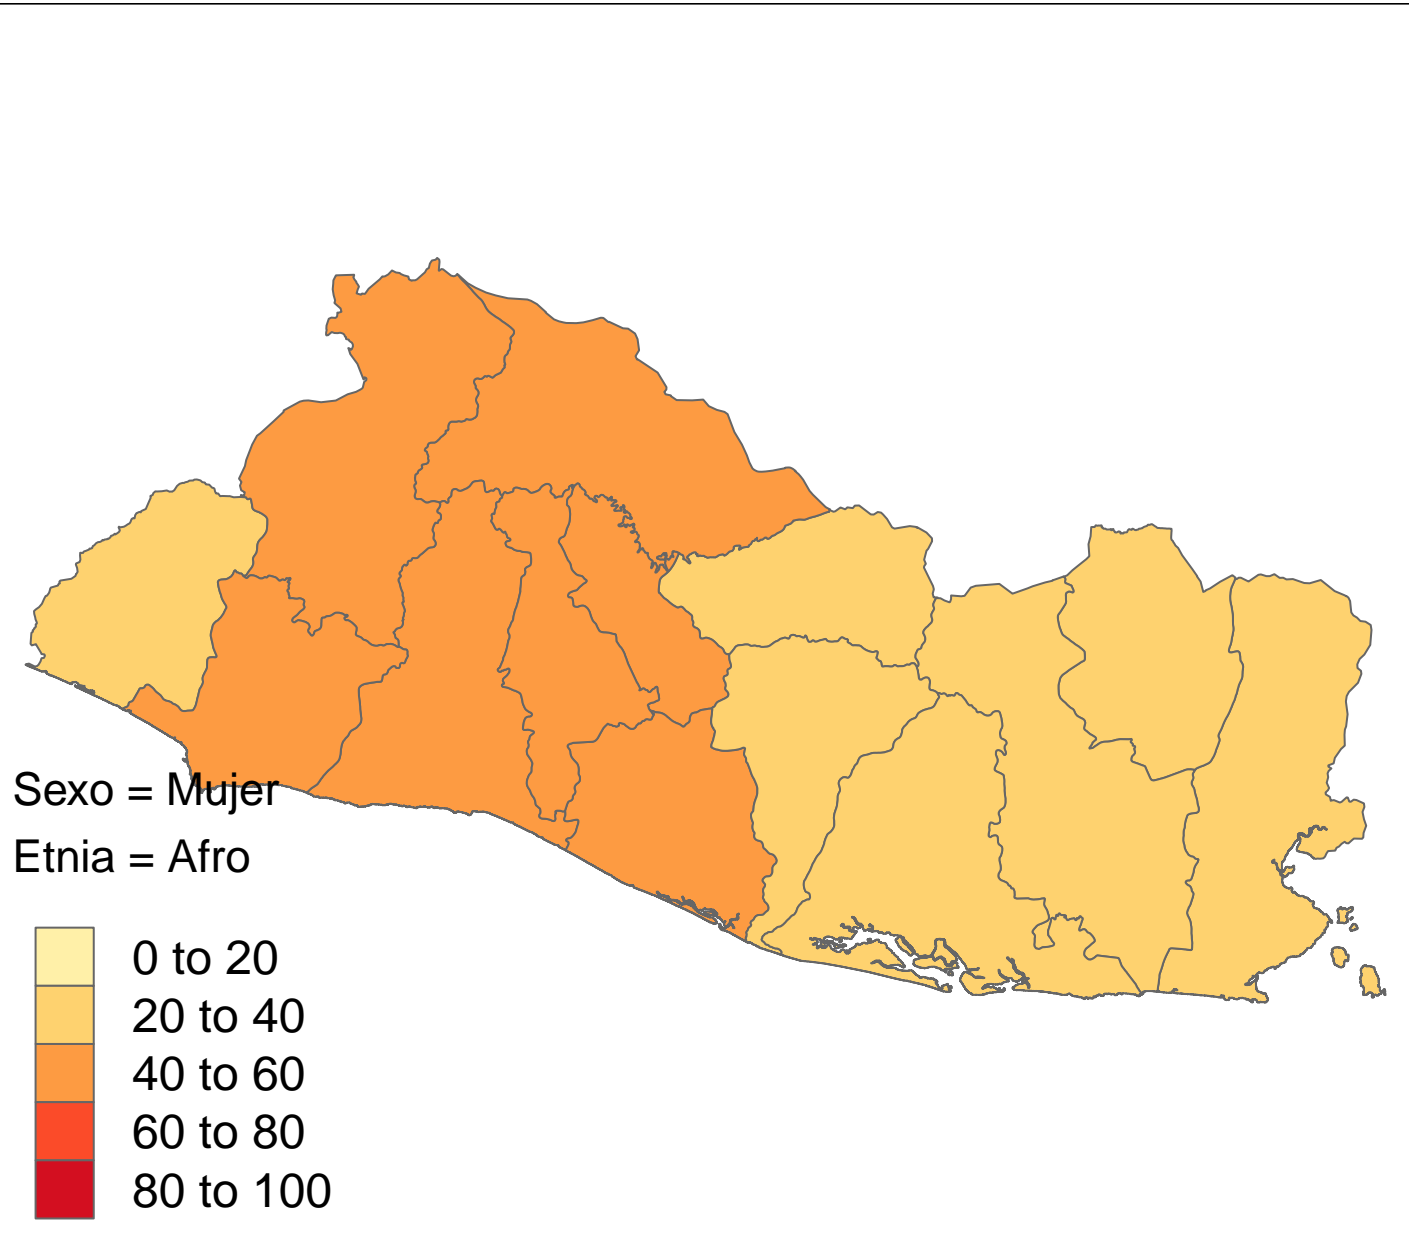 Sexo = Mujer
Etnia = Afro
0 to 20
20 to 40
40 to 60
60 to 80
80 to 100